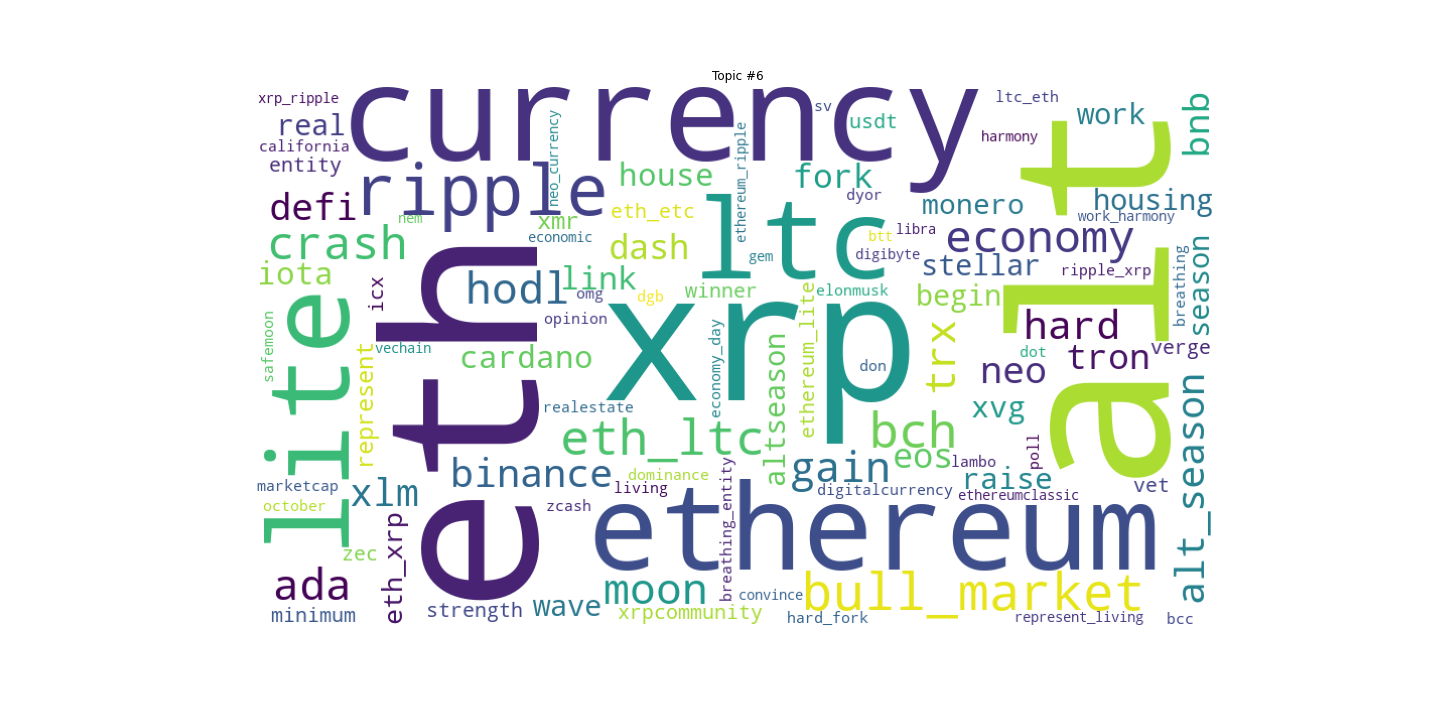 Topic #6
currency
xrp_ripple
real
california
entity
defi
ripple
nem
crash
iota
neo_currency
xmr
economic
house
eth_etc
dash
ethereum_ripple
gem
sv
usdt
fork
dyor
ltc_eth
work
harmony
bnb
alt
monero
housing
work_harmony
libra
btt
digibyte
economy
stellar
ripple_xrp
season
breathing
ltc
hodl
link
omg
dgb
winner
elonmusk
begin
opinion
icx
safemoon
lite
eth
vechain
represent
cardano
xrp
economy_day
ethereum_lite
don
trx
hard
dot
tron
verge
neo
xvg
realestate
altseason
eth_ltc
bch
binance
dominance
living
gain
eos
lambo
poll
raise
vet
alt_season
marketcap
october
xlm
zcash
digitalcurrency
ethereumclassic
ethereum
zec
eth_xrp
breathing_entity
ada
minimum
strength
wave
moon
xrpcommunity
convince
bull_market
hard_fork
represent_living
bcc